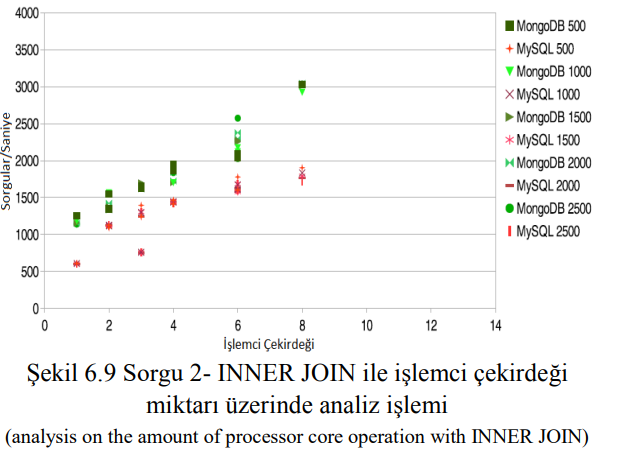 4000
3500
3000
2500
2000
1500
1000
500
0
Sorgular/Saniye
0 2 4 6 8 10 12 14
İşlemci Çekirdeği
MongoDB 500
MySQL 500
MongoDB 1000
MySQL 1000
MongoDB 1500
MySQL 1500
MongoDB 2000
MySQL 2000
MongoDB 2500
MySQL 2500
Şekil 6.9 Sorgu 2- INNER JOIN ile işlemci çekirdeği
miktarı üzerinde analiz işlemi
(analysis on the amount of processor core operation with INNER JOIN)